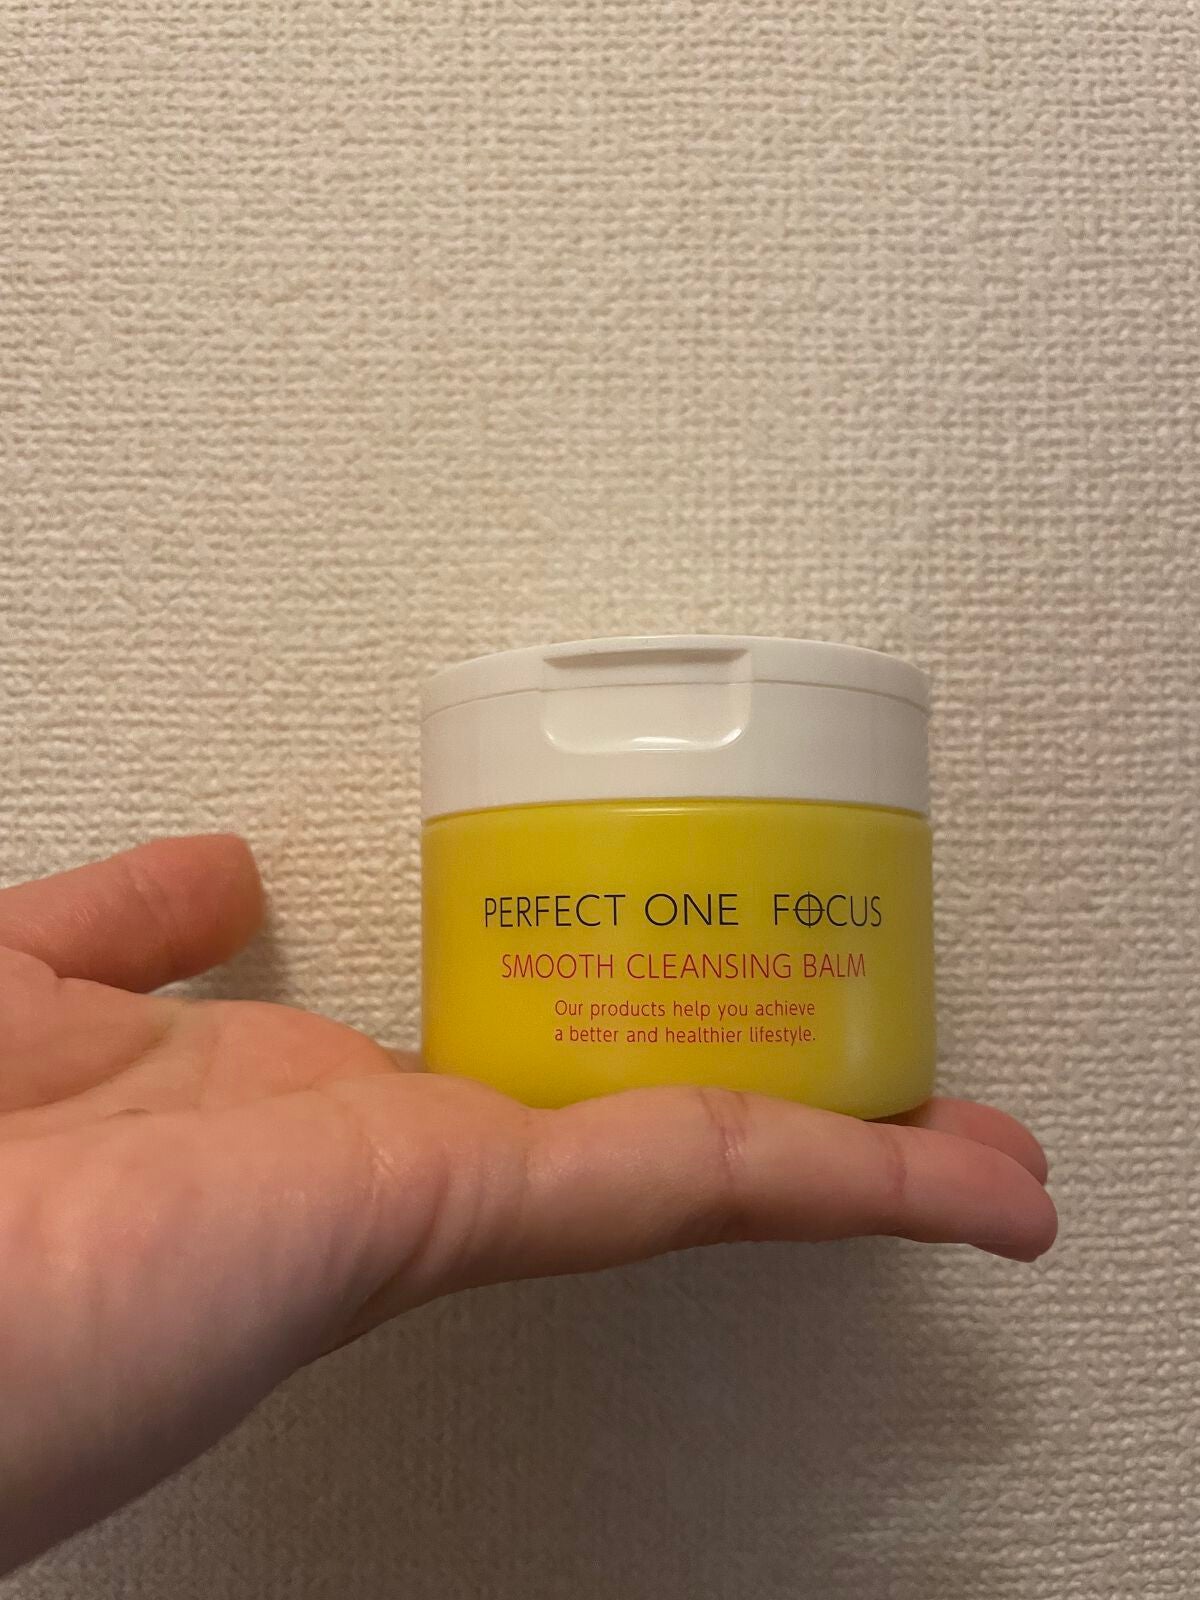 PERFECT ONE FOCUS
SMOOTH CLEANSING BALM
Our products help you achieve
a better and healthier lifestyle.